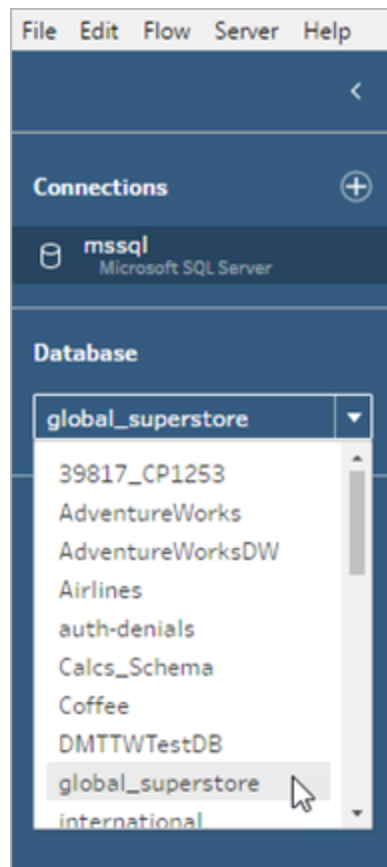 File Edit Flow Server Help
Connections
mssql
Microsoft SQL Server
Database
global_superstore
39817_CP1253
AdventureWorks
AdventureWorksDW
Airlines
auth-denials
Calcs_Schema
Coffee
DMTTWTestDB
global_superstore
international